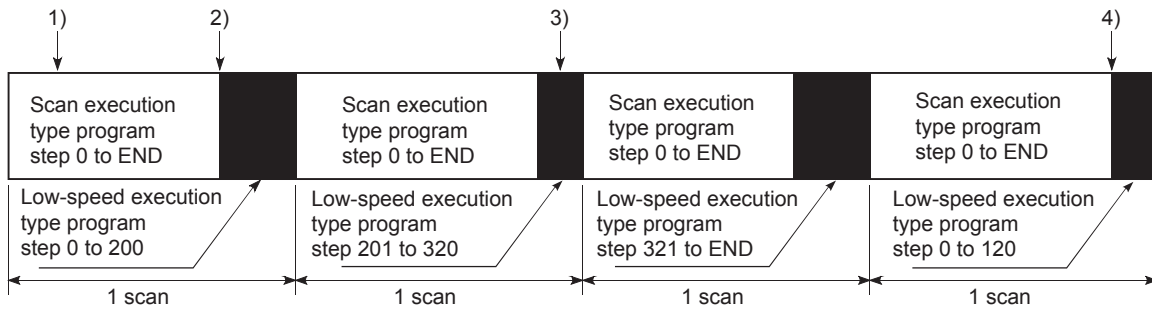 1)
2)
3)
4)
Scan execution
type program
step 0 to END
Scan execution
type program
step 0 to END
Scan execution
type program
step 0 to END
Scan execution
type program
step 0 to END
Low-speed execution
type program
step 0 to 200
Low-speed execution
type program
step 201 to 320
Low-speed execution
type program
step 321 to END
Low-speed execution
type program
step 0 to 120
1 scan
1 scan
1 scan
1 scan